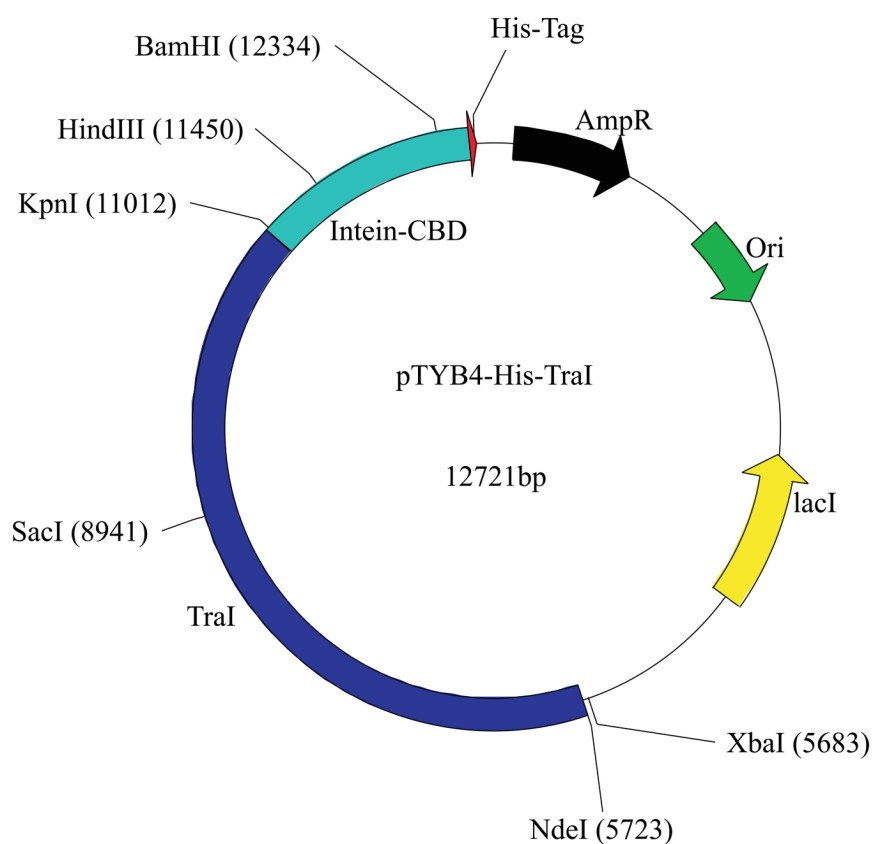 His-Tag
BamHI (12334)
AmpR
HindIII (11450)
KpnI (11012)
Intein-CBD
Ori
pTYB4-His-TraI
12721bp
lacI
SacI (8941)
TraI
XbaI (5683)
NdeI (5723)